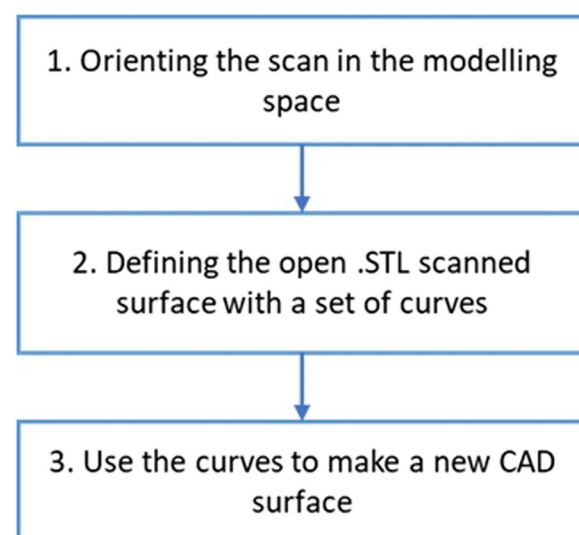 1. Orienting the scan in the modelling
space
2. Defining the open .STL scanned
surface with a set of curves
3. Use the curves to make a new CAD
surface